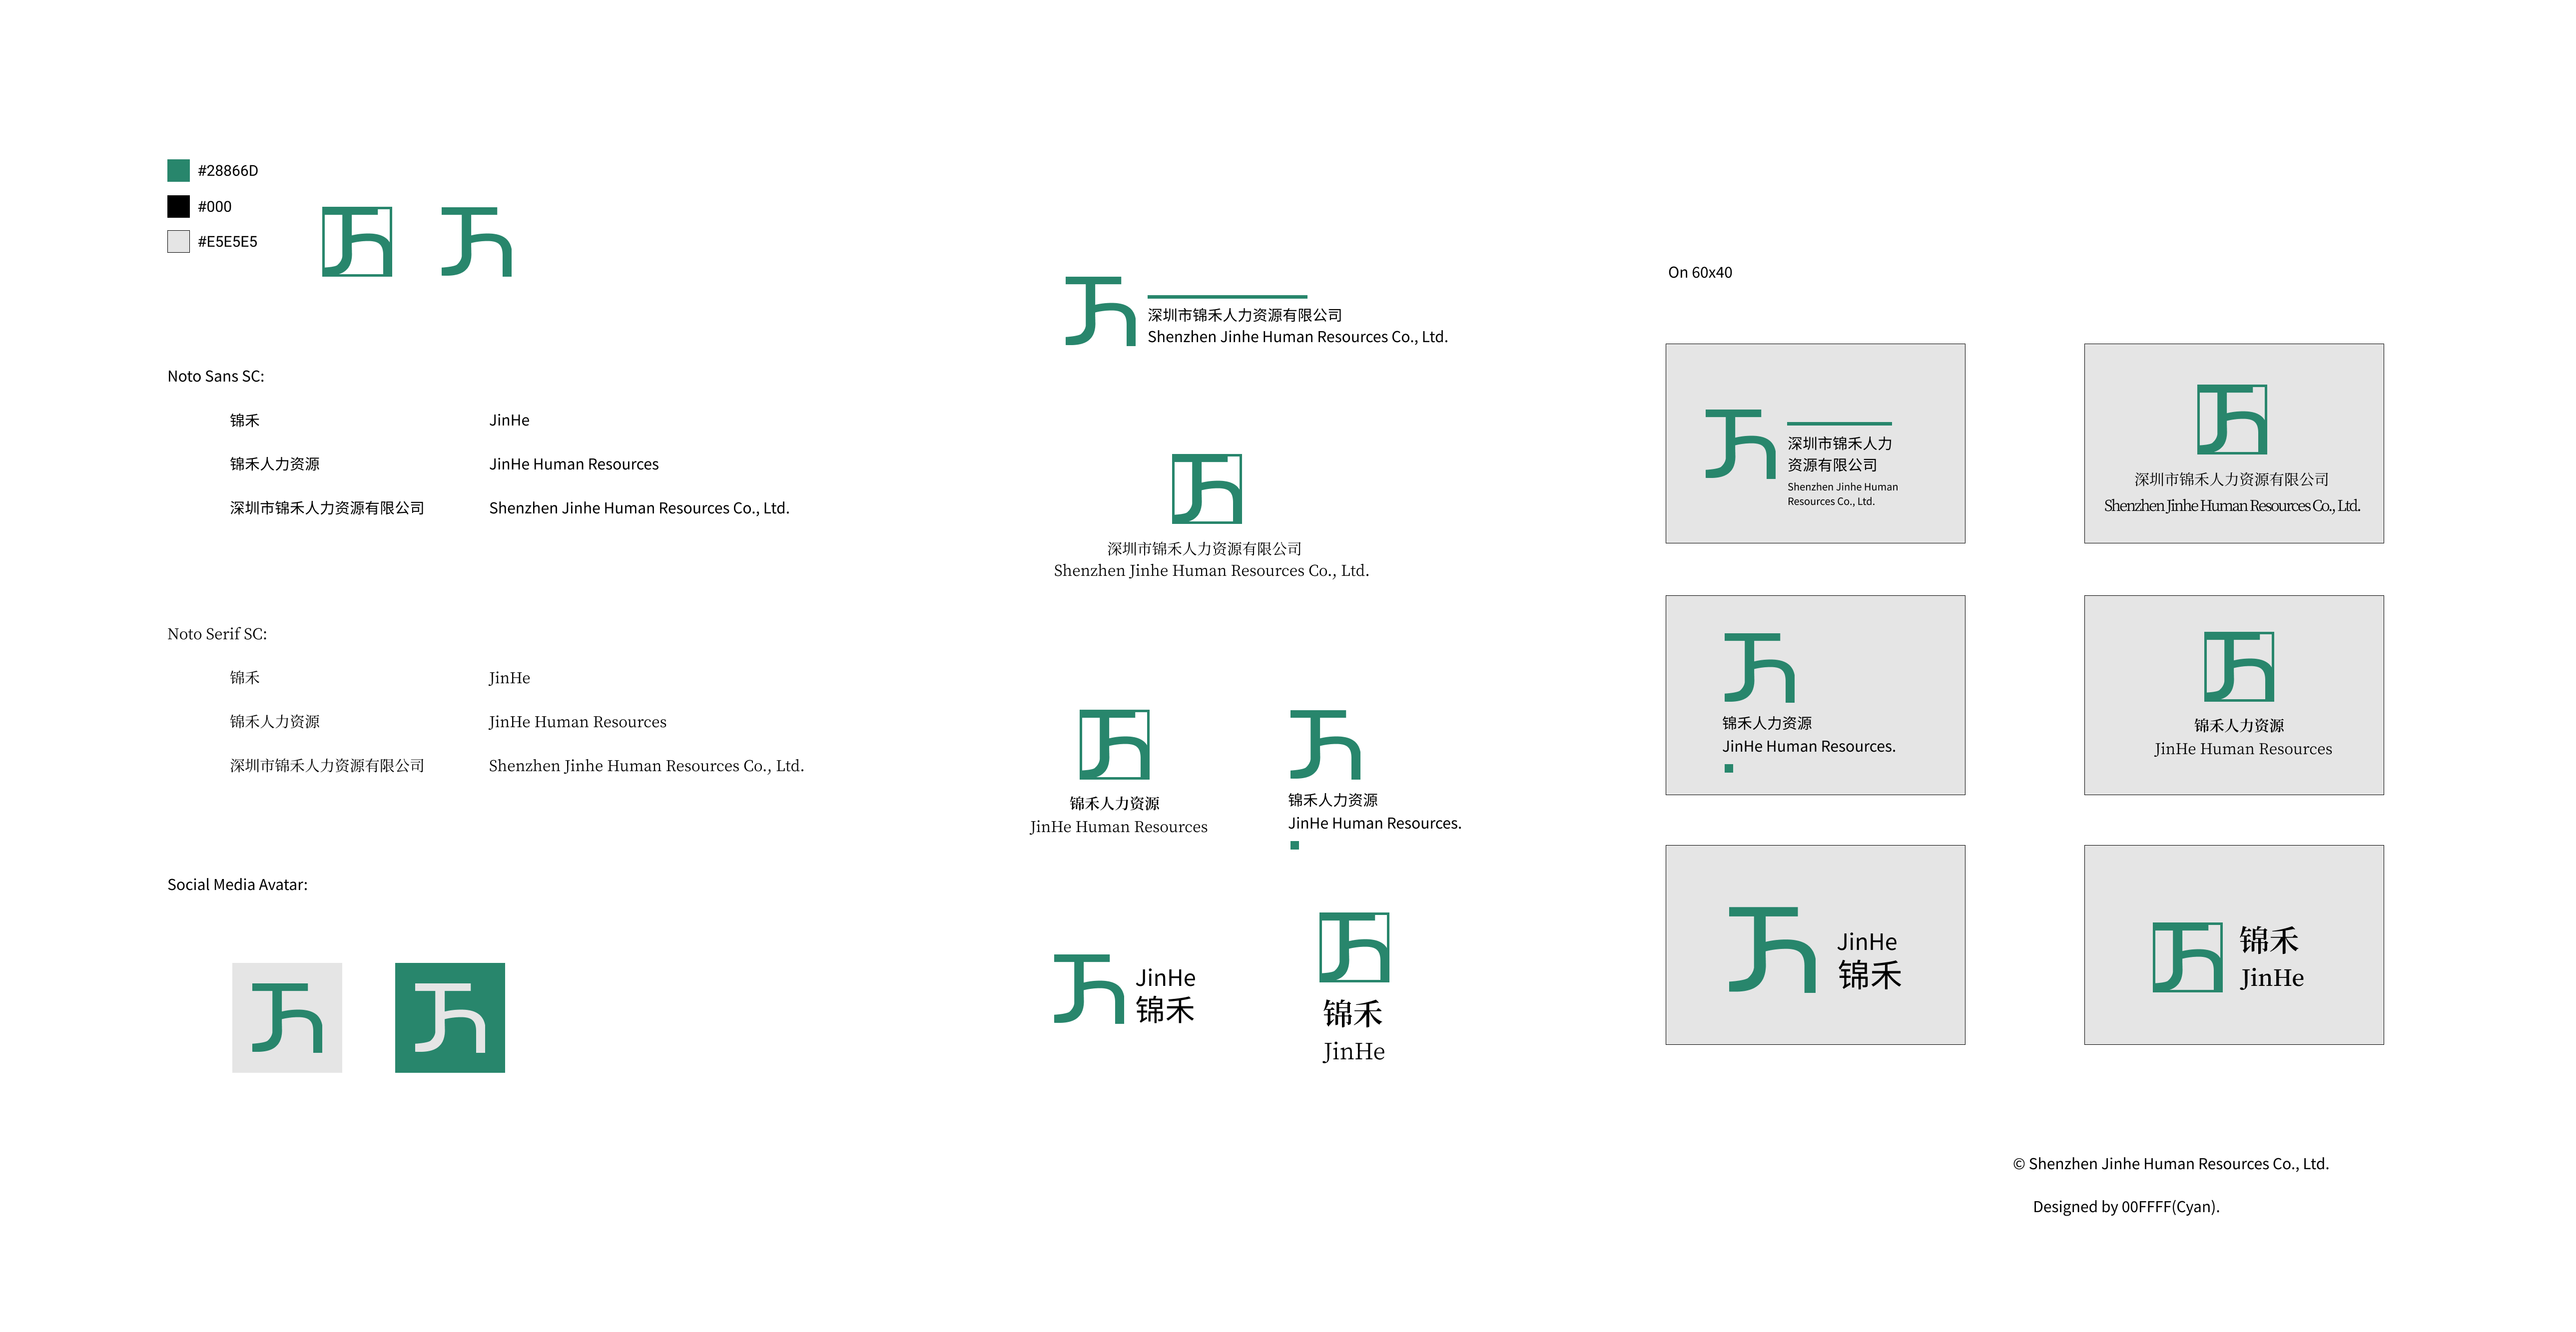 #28866D
#000
#E5E5E5
Noto Sans SC:
锦禾
JinHe
锦禾人力资源
JinHe Human Resources
深圳市锦禾人力资源有限公司
Shenzhen Jinhe Human Resources Co., Ltd.
Noto Serif SC:
锦禾
JinHe
锦禾人力资源
JinHe Human Resources
深圳市锦禾人力资源有限公司
Shenzhen Jinhe Human Resources Co., Ltd.
Social Media Avatar:
深圳市锦禾人力资源有限公司
Shenzhen Jinhe Human Resources Co., Ltd.
深圳市锦禾人力资源有限公司
Shenzhen Jinhe Human Resources Co., Ltd.
锦禾人力资源
JinHe Human Resources
锦禾人力资源
JinHe Human Resources.
JinHe
锦禾
锦禾
JinHe
On 60x40
深圳市锦禾人力
资源有限公司
Shenzhen Jinhe Human
Resources Co., Ltd.
深圳市锦禾人力资源有限公司
Shenzhen Jinhe Human Resources Co., Ltd.
锦禾人力资源
JinHe Human Resources.
锦禾人力资源
JinHe Human Resources
JinHe
锦禾
锦禾
JinHe
© Shenzhen Jinhe Human Resources Co., Ltd.
Designed by 00FFFF(Cyan).